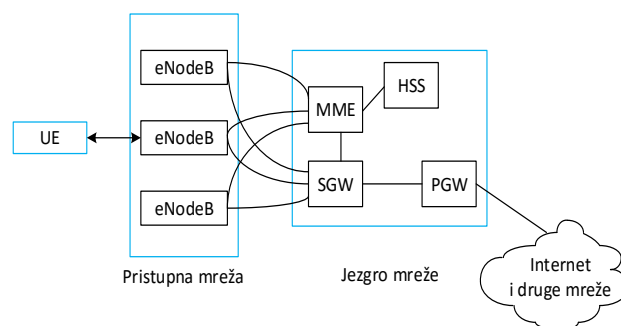 eNodeB
UE
eNodeB
eNodeB
MME
HSS
SGW
PGW
Pristupna mreža
Jezgro mreže
Internet
i druge mreže